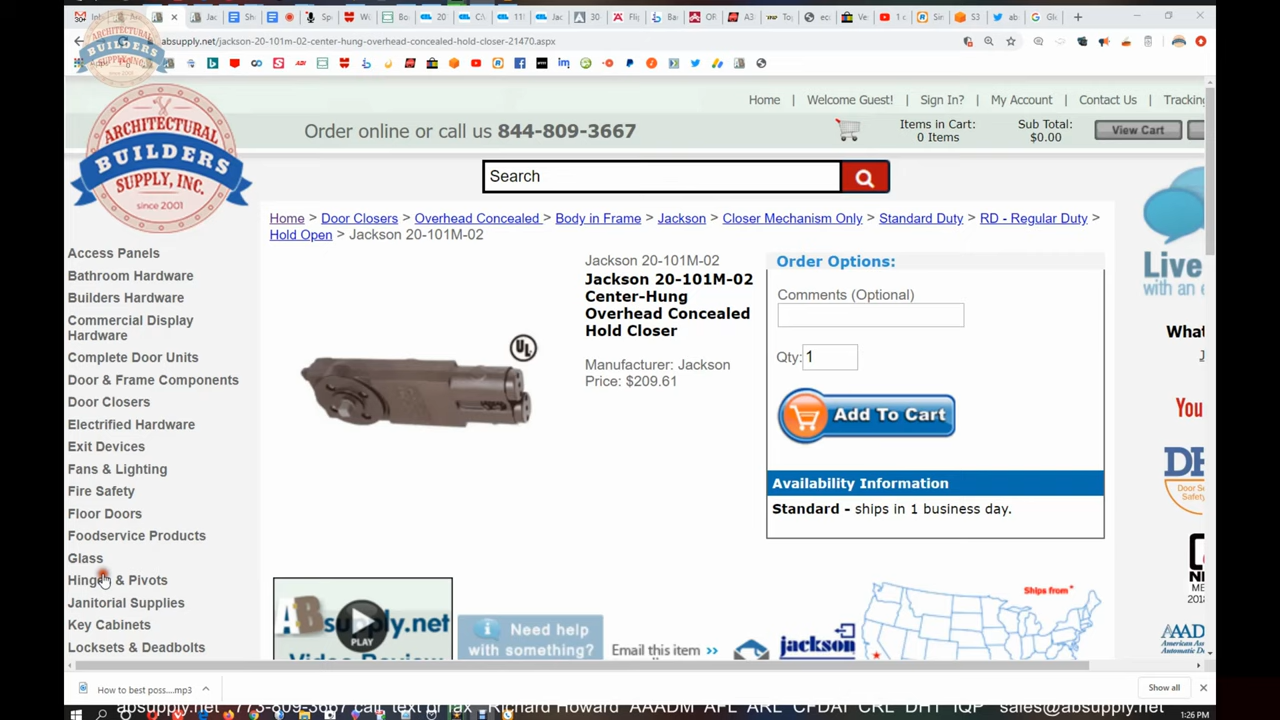 absupply.net/jackson-20-101m-02-center-hung-overhead-concealed-hold-closer-21470.aspx
ARCHITECTURAL
BUILDERS
SUPPLY, INC.
since 2001
Home | Welcome Guest! | Sign In? | My Account | Contact Us | Tracking
Order online or call us 844-809-3667
Items in Cart:
0 Items
Sub Total:
$0.00
View Cart
Search
Home > Door Closers > Overhead Concealed > Body in Frame > Jackson > Closer Mechanism Only > Standard Duty > RD - Regular Duty >
Hold Open > Jackson 20-101M-02
Access Panels
Bathroom Hardware
Builders Hardware
Commercial Display
Hardware
Complete Door Units
Door & Frame Components
Door Closers
Electrified Hardware
Exit Devices
Fans & Lighting
Fire Safety
Floor Doors
Foodservice Products
Glass
Hinges & Pivots
Janitorial Supplies
Key Cabinets
Locksets & Deadbolts
UL
Jackson 20-101M-02
Jackson 20-101M-02
Center-Hung
Overhead Concealed
Hold Closer
Manufacturer: Jackson
Price: $209.61
Order Options:
Comments (Optional)
Qty: 1
Add To Cart
Availability Information
Standard - ships in 1 business day.
Live
with an e
What
You
ABsupply.net
PLAY
Video Review
Need help
with something?
Email this item >>
jackson
Ships from*
How to best poss....mp3
Show all
absupply.net - 773-809-3667 call, text or fax - Richard Howard AAADM AFL ARL CFDAI CRL DHT IQP sales@absupply.net
1:26 PM